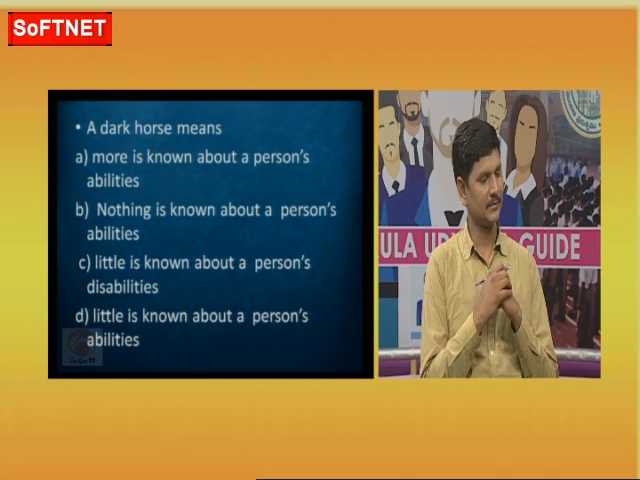 SoFTNET
• A dark horse means
a) more is known about a person's
abilities
b) Nothing is known about a person's
abilities
c) little is known about a person's
disabilities
d) little is known about a person's
abilities
ULA U
GUIDE